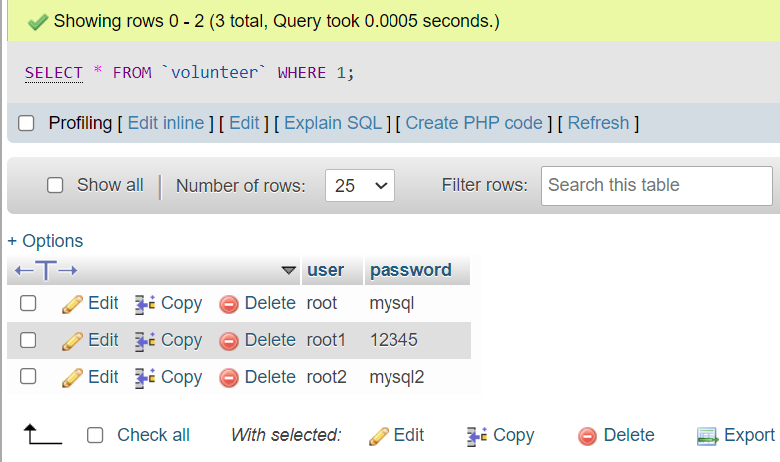 Showing rows 0 - 2 (3 total, Query took 0.0005 seconds.)
SELECT * FROM `volunteer` WHERE 1;
Profiling [ Edit inline ] [ Edit ] [ Explain SQL ] [ Create PHP code ] [ Refresh ]
Show all Number of rows: 25 Filter rows: Search this table
+ Options
←T→ user password
Edit Copy Delete root mysql
Edit Copy Delete root1 12345
Edit Copy Delete root2 mysql2
Check all With selected: Edit Copy Delete Export